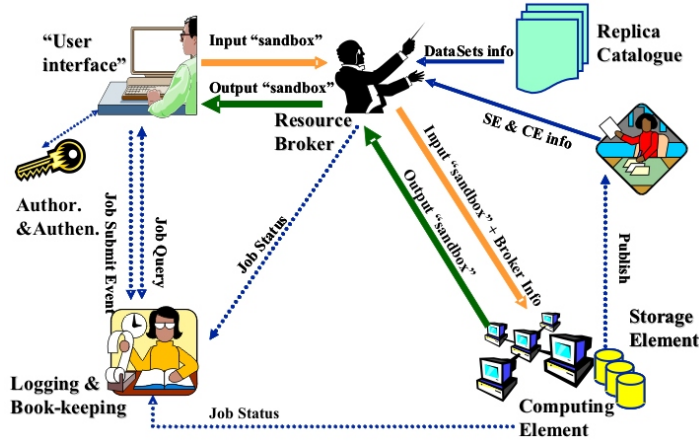 “User
interface”
Input “sandbox”
DataSets info
Replica
Catalogue
Output “sandbox”
Resource
Broker
SE & CE info
Author.
&Authen.
Job Submit Event
Job Query
Job Status
Input “sandbox” + Broker Info
Output “sandbox”
Publish
Storage
Element
Logging &
Book-keeping
Job Status
Computing
Element